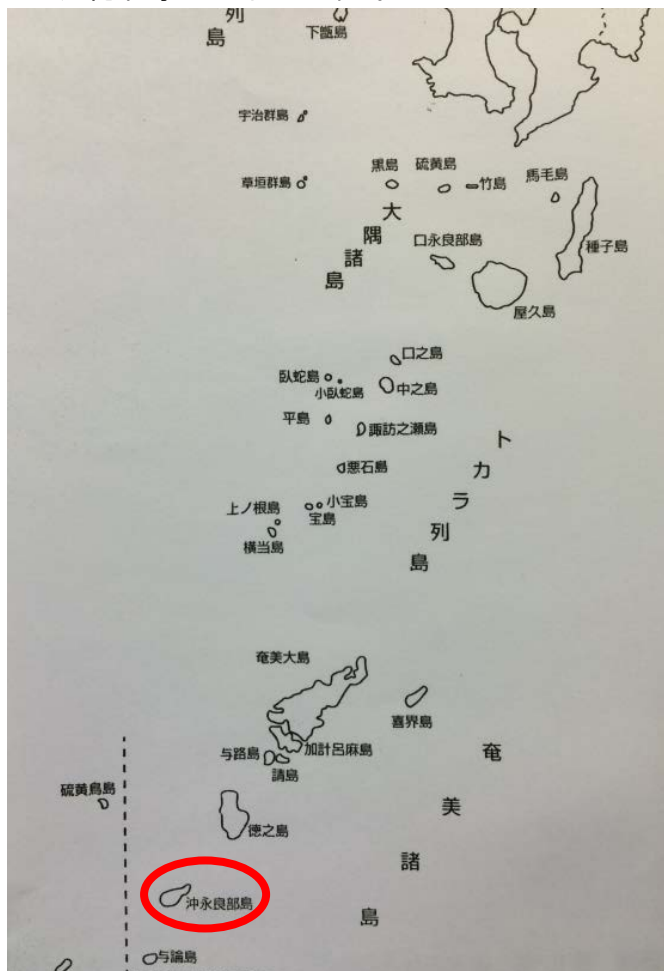 列島
下甑島
宇治群島
草垣群島
黒島
硫黄島
竹島
馬毛島
種子島
大隅諸島
口永良部島
屋久島
口之島
臥蛇島
小臥蛇島
中之島
平島
諏訪之瀬島
悪石島
トカラ列島
小宝島
宝島
上ノ根島
横当島
奄美大島
喜界島
加計呂麻島
与路島
請島
奄美諸島
硫黄鳥島
徳之島
沖永良部島
与論島